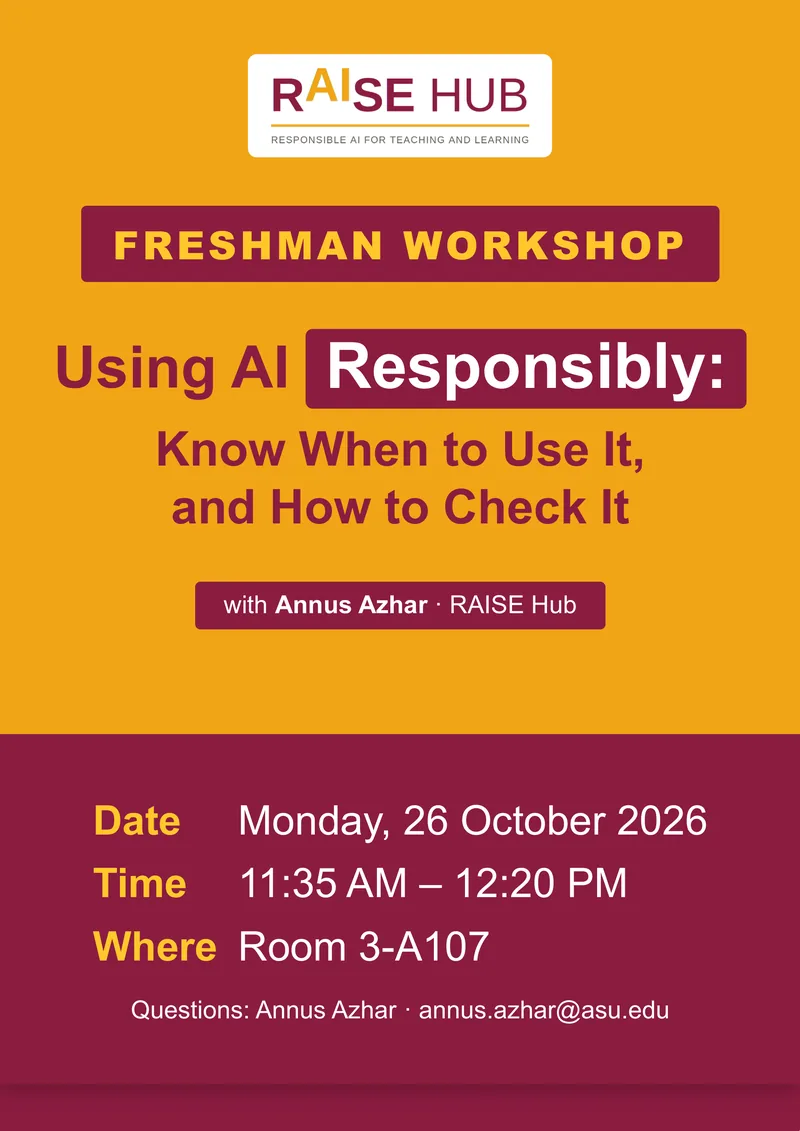 RAISE HUB
RESPONSIBLE AI FOR TEACHING AND LEARNING
FRESHMAN WORKSHOP
Using AI Responsibly:
Know When to Use It,
and How to Check It
with Annus Azhar · RAISE Hub
Date Monday, 26 October 2026
Time 11:35 AM – 12:20 PM
Where Room 3-A107
Questions: Annus Azhar · annus.azhar@asu.edu